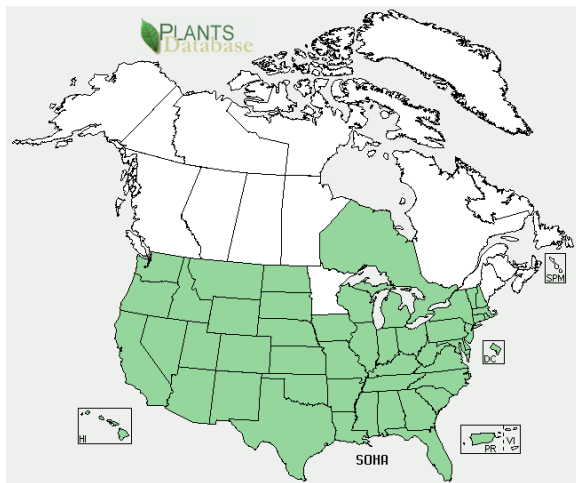 PLANTS
Database
SPM
DC
HI
PR
VI
SOHA